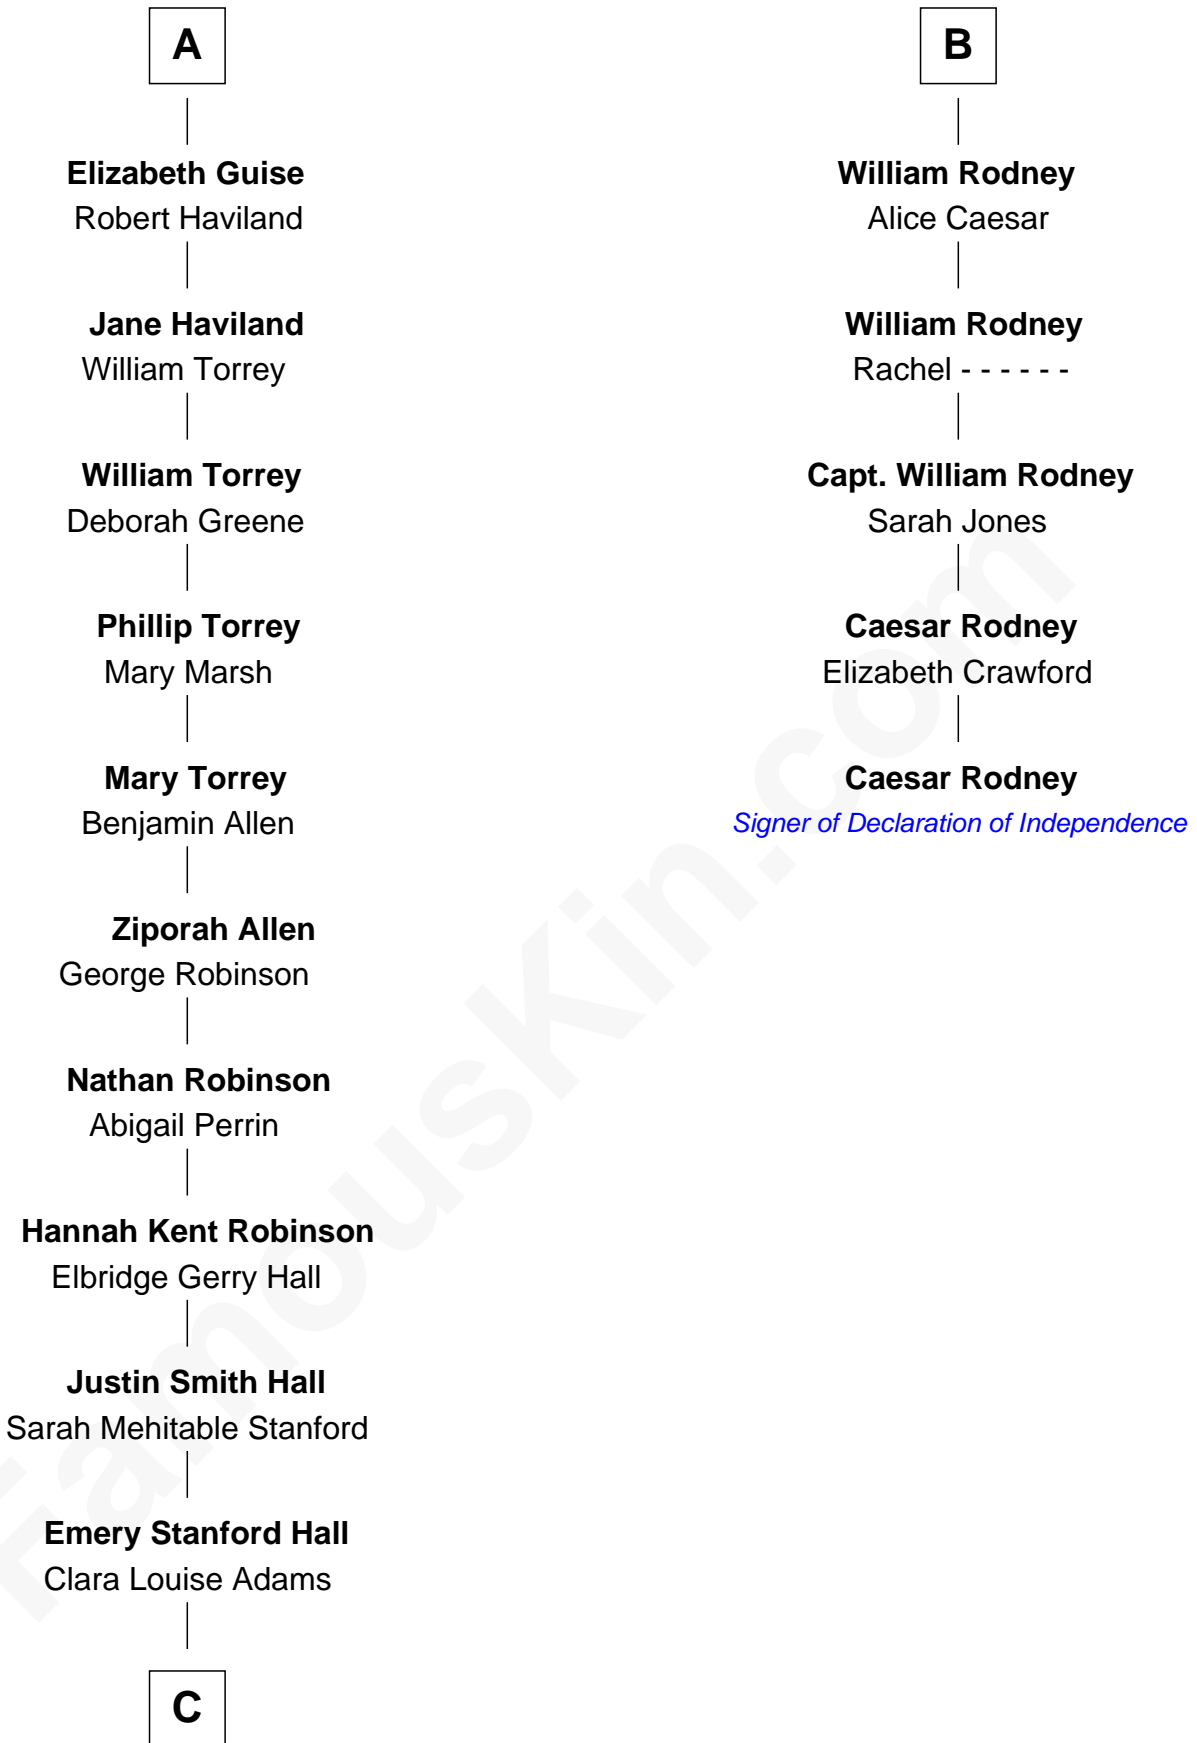 A
Elizabeth Guise
Robert Haviland
Jane Haviland
William Torrey
William Torrey
Deborah Greene
Phillip Torrey
Mary Marsh
Mary Torrey
Benjamin Allen
Ziporah Allen
George Robinson
Nathan Robinson
Abigail Perrin
Hannah Kent Robinson
Elbridge Gerry Hall
Justin Smith Hall
Sarah Mehitable Stanford
Emery Stanford Hall
Clara Louise Adams
C
B
William Rodney
Alice Caesar
William Rodney
Rachel - - - - - -
Capt. William Rodney
Sarah Jones
Caesar Rodney
Elizabeth Crawford
Caesar Rodney
Signer of Declaration of Independence
FamousKin.com